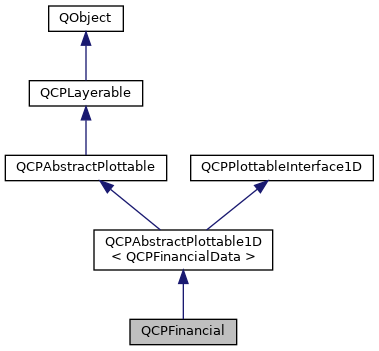 QObject
QCPLayerable
QCPAbstractPlottable
QCPPlottableInterface1D
QCPAbstractPlottable1D
< QCPFinancialData >
QCPFinancial